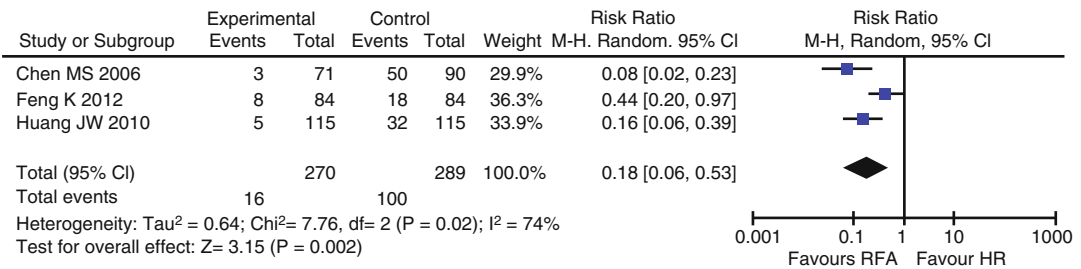 Experimental Control Risk Ratio Risk Ratio
Study or Subgroup Events Total Events Total Weight M-H. Random. 95% CI M-H, Random, 95% CI
Chen MS 2006 3 71 50 90 29.9% 0.08 [0.02, 0.23]
Feng K 2012 8 84 18 84 36.3% 0.44 [0.20, 0.97]
Huang JW 2010 5 115 32 115 33.9% 0.16 [0.06, 0.39]
Total (95% CI) 270 289 100.0% 0.18 [0.06, 0.53]
Total events 16 100
Heterogeneity: Tau² = 0.64; Chi²= 7.76, df= 2 (P = 0.02); I² = 74%
Test for overall effect: Z= 3.15 (P = 0.002)
0.001 0.1 1 10 1000
Favours RFA Favour HR